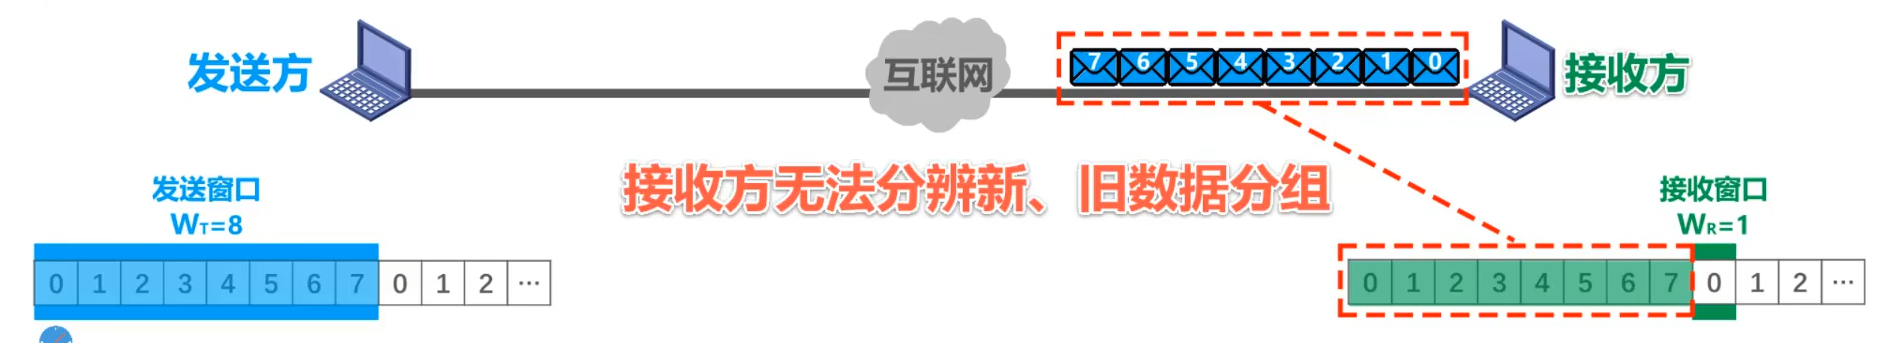 发送方
互联网
7 6 5 4 3 2 1 0
接收方
接收方无法分辨新、旧数据分组
发送窗口
WT=8
0 1 2 3 4 5 6 7 0 1 2 ...
接收窗口
WR=1
0 1 2 3 4 5 6 7 0 1 2 ...